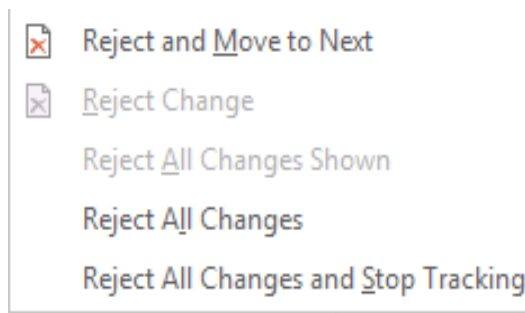 Reject and Move to Next
Reject Change
Reject All Changes Shown
Reject All Changes
Reject All Changes and Stop Tracking